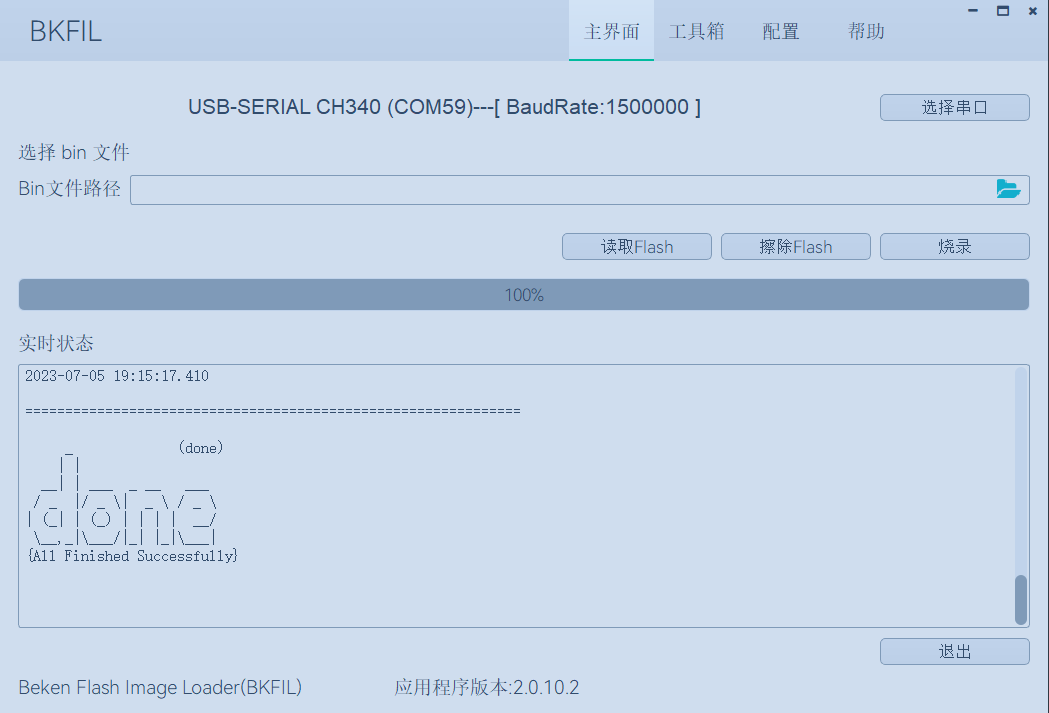 BKFIL
主界面 工具箱 配置 帮助
USB-SERIAL CH340 (COM59)---[ BaudRate:1500000 ]
选择串口
选择 bin 文件
Bin文件路径
读取Flash 擦除Flash 烧录
100%
实时状态
2023-07-05 19:15:17.410
==============================================================
(done)
done
{All Finished Successfully}
退出
Beken Flash Image Loader(BKFIL) 应用程序版本:2.0.10.2